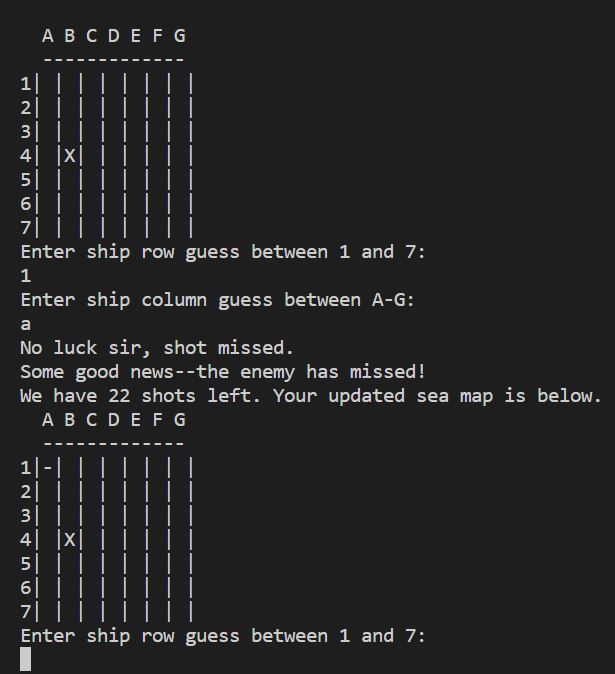 A B C D E F G
  -------------
1| | | | | | | |
2| | | | | | | |
3| | | | | | | |
4| |X| | | | | |
5| | | | | | | |
6| | | | | | | |
7| | | | | | | |
Enter ship row guess between 1 and 7:
1
Enter ship column guess between A-G:
a
No luck sir, shot missed.
Some good news--the enemy has missed!
We have 22 shots left. Your updated sea map is below.
  A B C D E F G
  -------------
1|-| | | | | | |
2| | | | | | | |
3| | | | | | | |
4| |X| | | | | |
5| | | | | | | |
6| | | | | | | |
7| | | | | | | |
Enter ship row guess between 1 and 7: